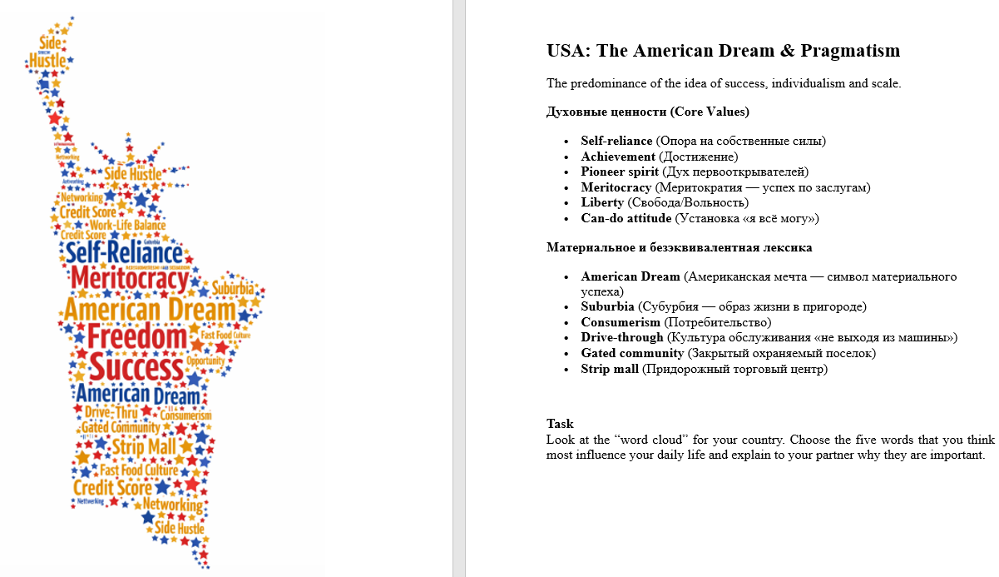 Side
Hustle
Networking
Side Hustle
Networking
Credit Score
Work-Life Balance
Credit Score
Self-Reliance
Meritocracy
Suburbia
American Dream
Freedom
Fast Food Culture
Success
Opportunity
American Dream
Drive-Thru
Consumerism
Gated Community
Strip Mall
Fast Food Culture
Credit Score
Networking
Side Hustle
USA: The American Dream & Pragmatism
The predominance of the idea of success, individualism and scale.
Духовные ценности (Core Values)
• Self-reliance (Опора на собственные силы)
• Achievement (Достижение)
• Pioneer spirit (Дух первооткрывателей)
• Meritocracy (Меритократия — успех по заслугам)
• Liberty (Свобода/Вольность)
• Can-do attitude (Установка «я всё могу»)
Материальное и безэквивалентная лексика
• American Dream (Американская мечта — символ материального
успеха)
• Suburbia (Субурбия — образ жизни в пригороде)
• Consumerism (Потребительство)
• Drive-through (Культура обслуживания «не выходя из машины»)
• Gated community (Закрытый охраняемый поселок)
• Strip mall (Придорожный торговый центр)
Task
Look at the “word cloud” for your country. Choose the five words that you think
most influence your daily life and explain to your partner why they are important.